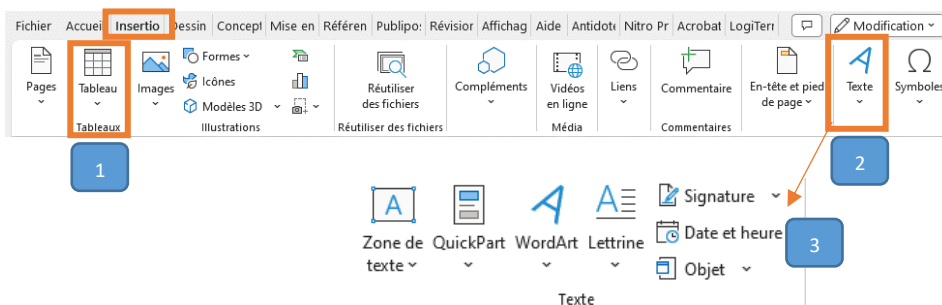 Fichier Accuei Insertio Dessin Concept Mise en Référen Publipo: Révisior Affichag Aide Antidote Nitro Pr Acrobat LogiTerr Modification
Pages
Tableau
Tableaux
Images
Formes
Icônes
Modèles 3D
Illustrations
Réutiliser
des fichiers
Réutiliser des fichiers
Compléments
Vidéos
en ligne
Média
Liens
Commentaire
Commentaires
En-tête et pied
de page
Texte
Symboles
1
2
Zone de
texte
QuickPart
WordArt
Lettrine
Signature
Date et heure
Objet
3
Texte